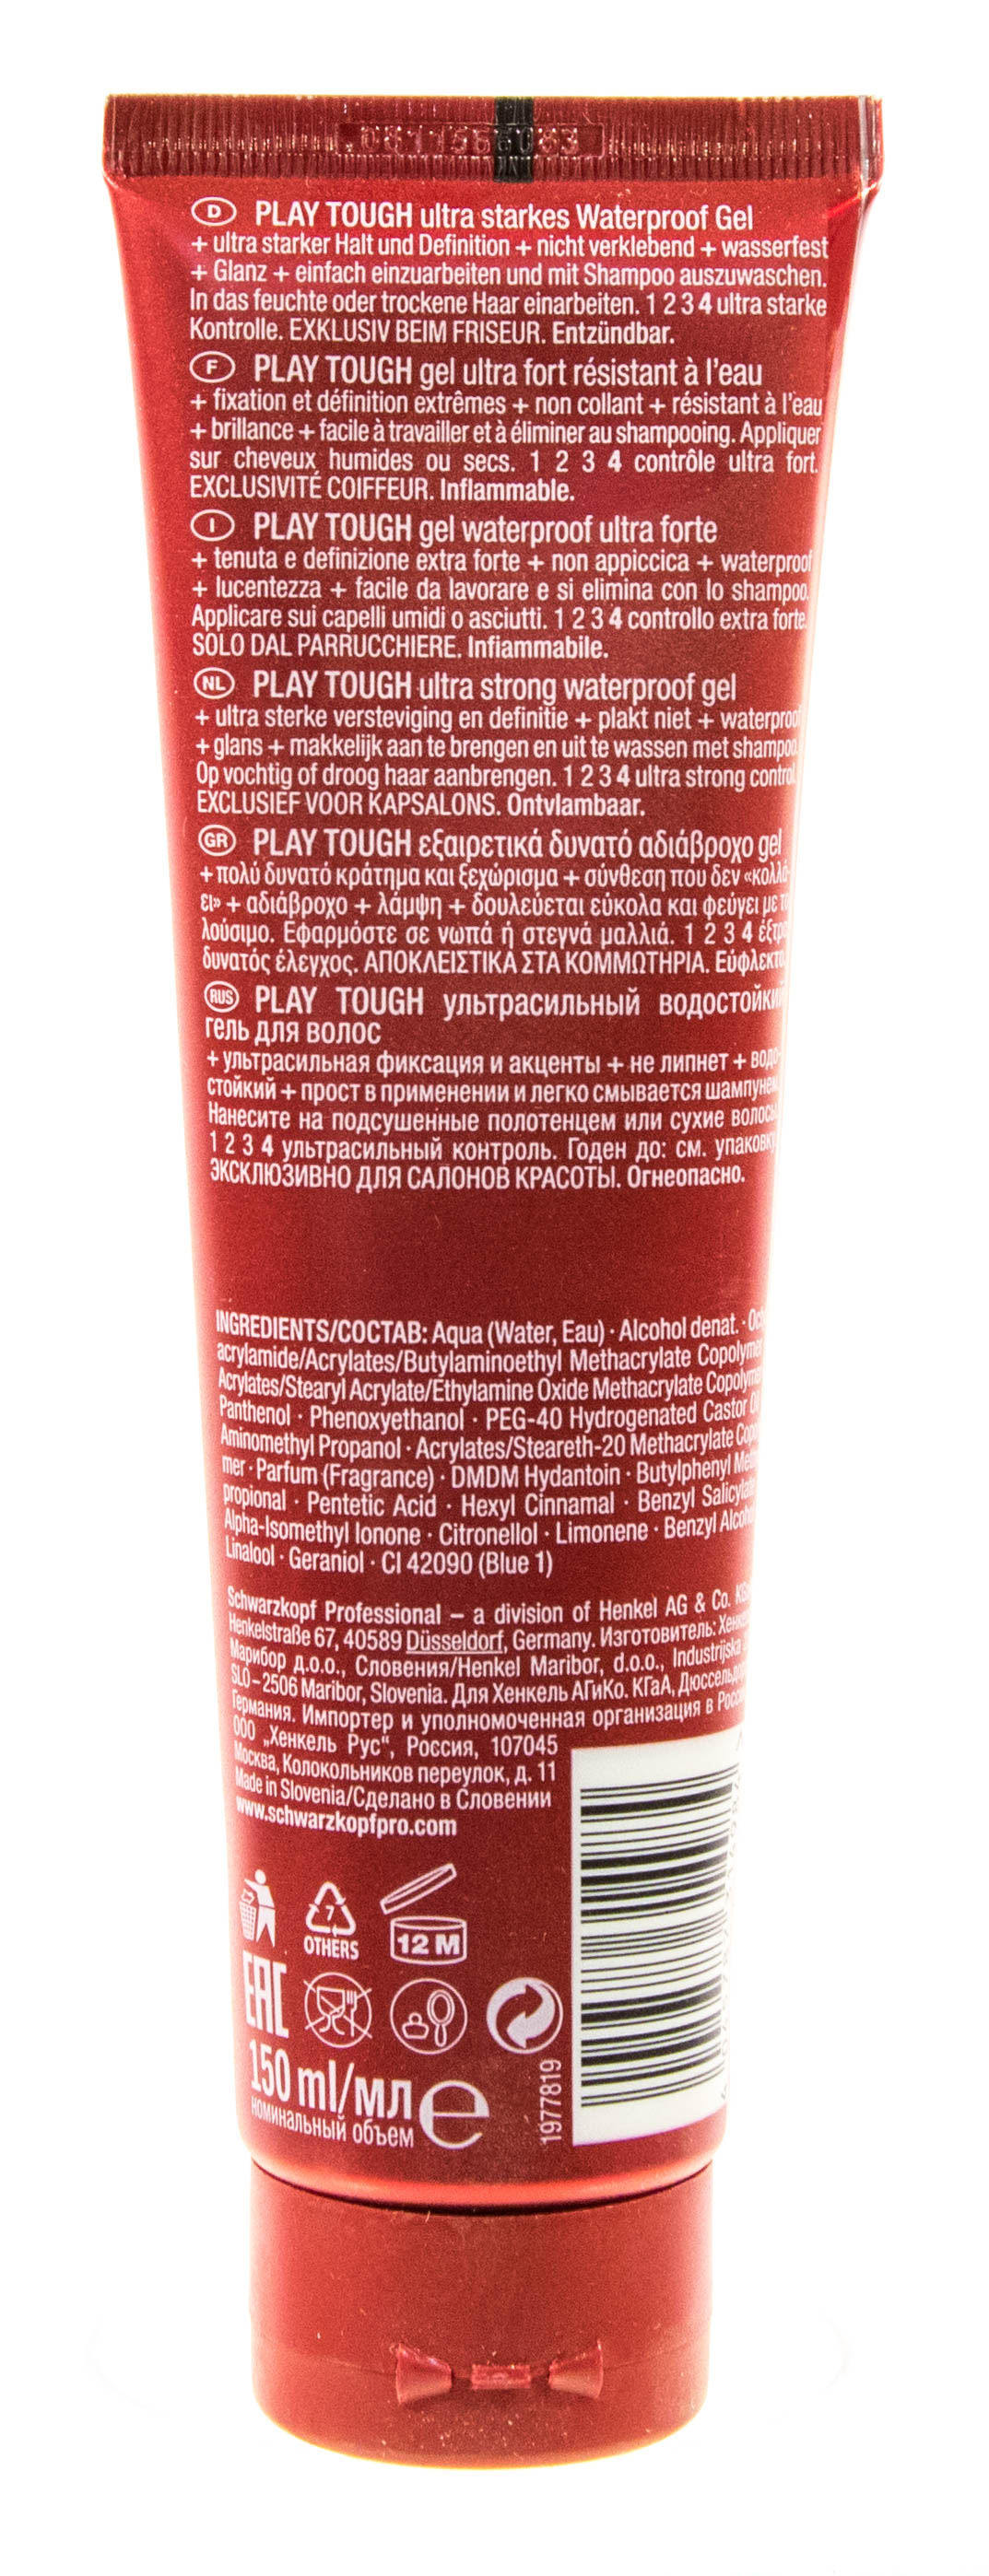 0811566083
D PLAY TOUGH ultra starkes Waterproof Gel
+ ultra starker Halt und Definition + nicht verklebend + wasserfest
+ Glanz + einfach einzuarbeiten und mit Shampoo auszuwaschen.
In das feuchte oder trockene Haar einarbeiten. 1 2 3 4 ultra starke
Kontrolle. EXKLUSIV BEIM FRISEUR. Entzündbar.
F PLAY TOUGH gel ultra fort résistant à l'eau
+ fixation et définition extrêmes + non collant + résistant à l'eau
+ brillance + facile à travailler et à éliminer au shampooing. Appliquer
sur cheveux humides ou secs. 1 2 3 4 contrôle ultra fort.
EXCLUSIVITÉ COIFFEUR. Inflammable.
I PLAY TOUGH gel waterproof ultra forte
+ tenuta e definizione extra forte + non appiccica + waterproof
+ lucentezza + facile da lavorare e si elimina con lo shampoo.
Applicare sui capelli umidi o asciutti. 1 2 3 4 controllo extra forte.
SOLO DAL PARRUCCHIERE. Infiammabile.
NL PLAY TOUGH ultra strong waterproof gel
+ ultra sterke versteviging en definitie + plakt niet + waterproof
+ glans + makkelijk aan te brengen en uit te wassen met shampoo.
Op vochtig of droog haar aanbrengen. 1 2 3 4 ultra strong control.
EXCLUSIEF VOOR KAPSALONS. Ontvlambaar.
GR PLAY TOUGH εξαιρετικά δυνατό αδιάβροχο gel
+ πολύ δυνατό κράτημα και ξεχώρισμα + σύνθεση που δεν «κολλά-
ει» + αδιάβροχο + λάμψη + δουλεύεται εύκολα και φεύγει με
λούσιμο. Εφαρμόστε σε νωπά ή στεγνά μαλλιά. 1 2 3 4 έξτρα
δυνατός έλεγχος. ΑΠΟΚΛΕΙΣΤΙΚΑ ΣΤΑ ΚΟΜΜΩΤΗΡΙΑ. Εύφλεκτο.
RUS PLAY TOUGH ультрасильный водостойкий
гель для волос
+ ультрасильная фиксация и акценты + не липнет + водо-
стойкий + прост в применении и легко смывается шампунем.
Нанесите на подсушенные полотенцем или сухие волосы.
1 2 3 4 ультрасильный контроль. Годен до: см. упаковку.
ЭКСКЛЮЗИВНО ДЛЯ САЛОНОВ КРАСОТЫ. Огнеопасно.
INGREDIENTS/СОСТАВ: Aqua (Water, Eau) · Alcohol denat. ·
acrylamide/Acrylates/Butylaminoethyl Methacrylate Copolymer
Acrylates/Stearyl Acrylate/Ethylamine Oxide Methacrylate Copolymer
Panthenol · Phenoxyethanol · PEG-40 Hydrogenated Castor Oil
Aminomethyl Propanol · Acrylates/Steareth-20 Methacrylate Copo
mer · Parfum (Fragrance) · DMDM Hydantoin · Butylphenyl Me
propional · Pentetic Acid · Hexyl Cinnamal · Benzyl Salicylate
Alpha-Isomethyl Ionone · Citronellol · Limonene · Benzyl Alcohol
Linalool · Geraniol · CI 42090 (Blue 1)
Schwarzkopf Professional – a division of Henkel AG & Co.
Henkelstraße 67, 40589 Düsseldorf, Germany. Изготовитель: Хенкель
Марибор д.о.о., Словения/Henkel Maribor, d.o.o., Industrijska
SLO – 2506 Maribor, Slovenia. Для Хенкель АГиКо. КГаА, Дюссельдорф
Германия. Импортер и уполномоченная организация в
ООО „Хенкель Рус“, Россия, 107045
Москва, Колокольников переулок, д. 11
Made in Slovenia/Сделано в Словении
www.schwarzkopfpro.com
7
OTHERS
12 M
EAC
150 ml/мл e
номинальный объем
1977819